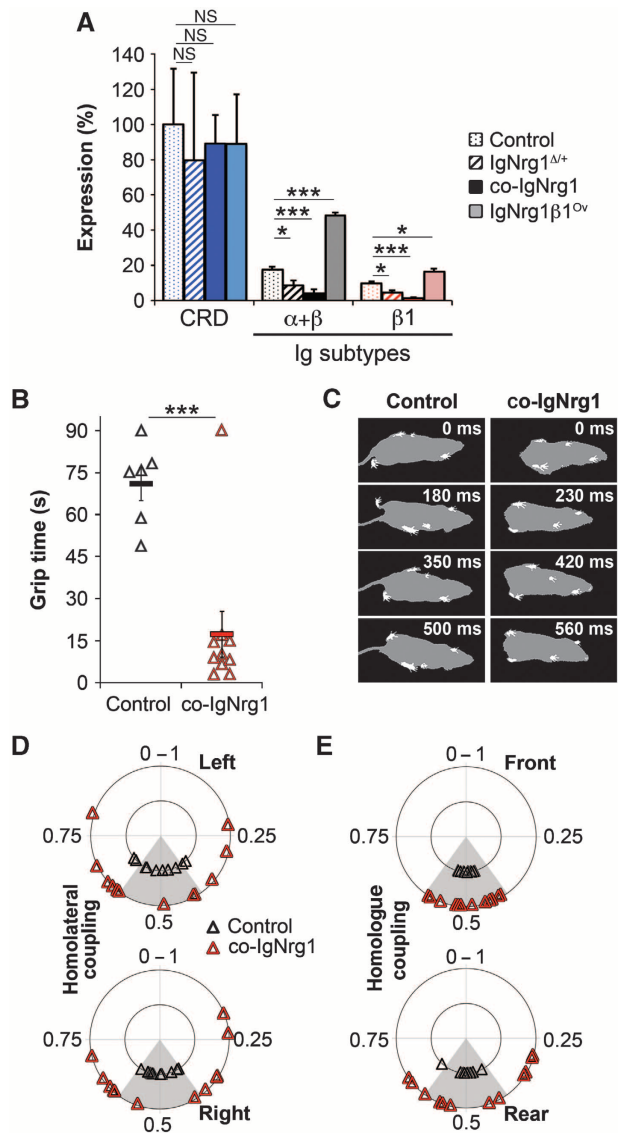 A
NS
NS
NS
140
120
100
80
60
40
20
0
Expression (%)
***
***
*
*
***
*
CRD
α+β
β1
Ig subtypes
Control
IgNrg1Δ/+
co-IgNrg1
IgNrg1β1Ov
B
***
90
75
60
45
30
15
0
Grip time (s)
Control
co-IgNrg1
C
Control
co-IgNrg1
0 ms
0 ms
180 ms
230 ms
350 ms
420 ms
500 ms
560 ms
D
0 – 1
Left
0.75
0.25
0.5
Homolateral
coupling
Control
co-IgNrg1
0 – 1
0.75
0.25
0.5
Right
E
0 – 1
Front
0.75
0.25
0.5
Homologue
coupling
0 – 1
0.75
0.25
0.5
Rear